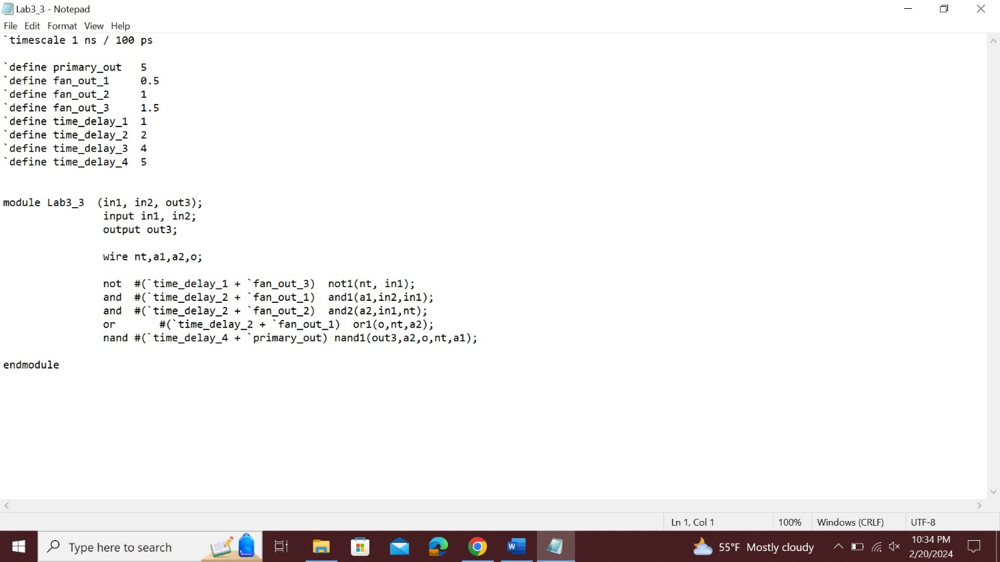 Lab3_3 - Notepad
File Edit Format View Help
`timescale 1 ns / 100 ps
`define primary_out 5
`define fan_out_1 0.5
`define fan_out_2 1
`define fan_out_3 1.5
`define time_delay_1 1
`define time_delay_2 2
`define time_delay_3 4
`define time_delay_4 5
module Lab3_3 (in1, in2, out3);
input in1, in2;
output out3;
wire nt,a1,a2,o;
not #(`time_delay_1 + `fan_out_3) not1(nt, in1);
and #(`time_delay_2 + `fan_out_1) and1(a1,in2,in1);
and #(`time_delay_2 + `fan_out_2) and2(a2,in1,nt);
or #(`time_delay_2 + `fan_out_1) or1(o,nt,a2);
nand #(`time_delay_4 + `primary_out) nand1(out3,a2,o,nt,a1);
endmodule
Ln 1, Col 1 100% Windows (CRLF) UTF-8
Type here to search
W
55°F Mostly cloudy
10:34 PM
2/20/2024